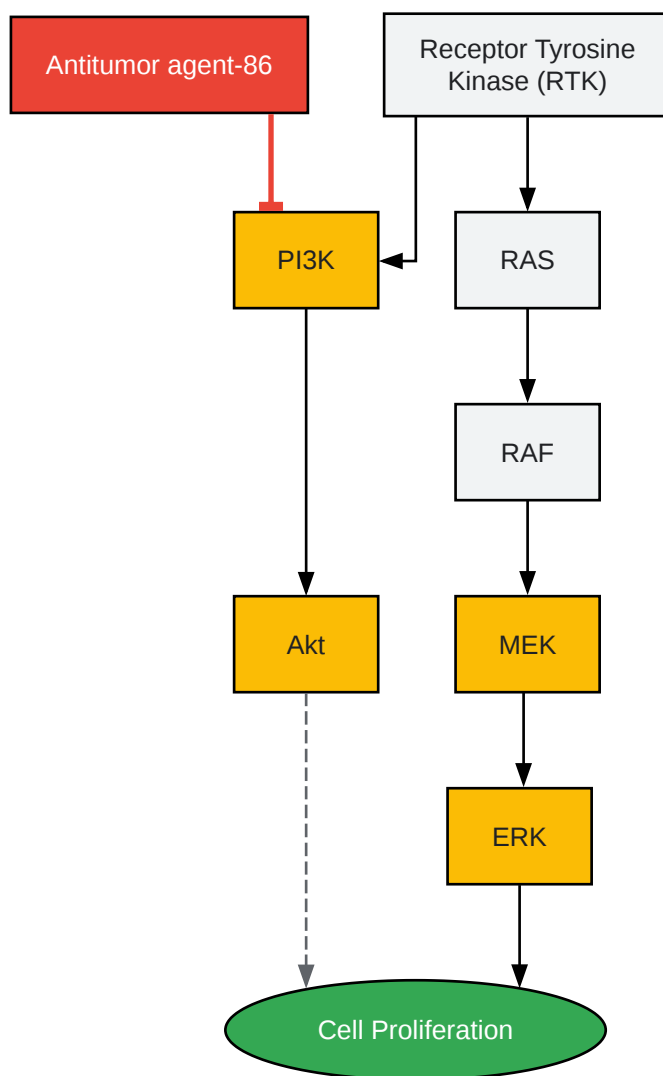 Antitumor agent-86
Receptor Tyrosine
Kinase (RTK)
PI3K
RAS
RAF
Akt
MEK
ERK
Cell Proliferation